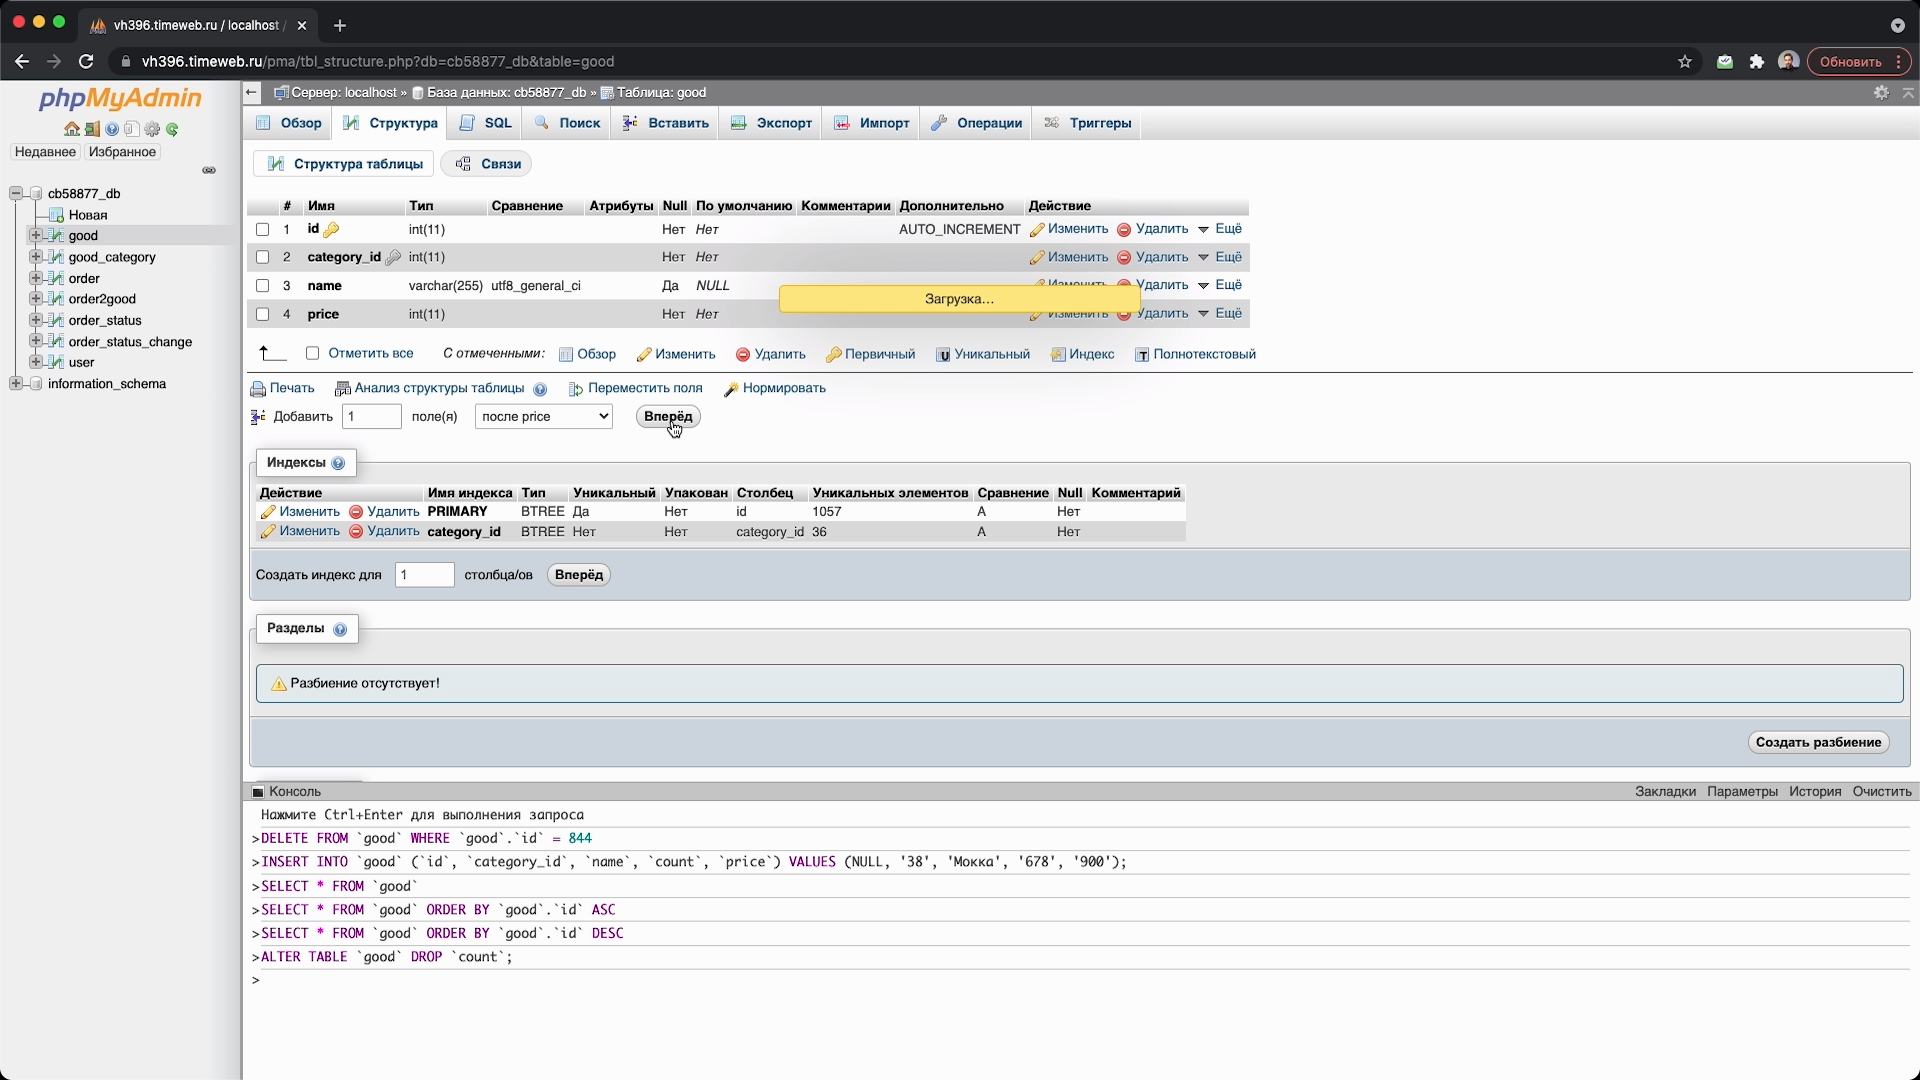 vh396.timeweb.ru / localhost /
vh396.timeweb.ru/pma/tbl_structure.php?db=cb58877_db&table=good
Обновить
phpMyAdmin
Недавнее Избранное
cb58877_db
Новая
good
good_category
order
order2good
order_status
order_status_change
user
information_schema
Сервер: localhost » База данных: cb58877_db » Таблица: good
Обзор Структура SQL Поиск Вставить Экспорт Импорт Операции Триггеры
Структура таблицы Связи
# Имя Тип Сравнение Атрибуты Null По умолчанию Комментарии Дополнительно Действие
1 id int(11) Нет Нет AUTO_INCREMENT Изменить Удалить Ещё
2 category_id int(11) Нет Нет Изменить Удалить Ещё
3 name varchar(255) utf8_general_ci Да NULL Изменить Удалить Ещё
Загрузка...
4 price int(11) Нет Нет Изменить Удалить Ещё
Отметить все С отмеченными: Обзор Изменить Удалить Первичный Уникальный Индекс Полнотекстовый
Печать Анализ структуры таблицы Переместить поля Нормировать
Добавить 1 поле(я) после price Вперёд
Индексы
Действие Имя индекса Тип Уникальный Упакован Столбец Уникальных элементов Сравнение Null Комментарий
Изменить Удалить PRIMARY BTREE Да Нет id 1057 A Нет
Изменить Удалить category_id BTREE Нет Нет category_id 36 A Нет
Создать индекс для 1 столбца/ов Вперёд
Разделы
Разбиение отсутствует!
Создать разбиение
Консоль Закладки Параметры История Очистить
Нажмите Ctrl+Enter для выполнения запроса
>DELETE FROM `good` WHERE `good`.`id` = 844
>INSERT INTO `good` (`id`, `category_id`, `name`, `count`, `price`) VALUES (NULL, '38', 'Мокка', '678', '900');
>SELECT * FROM `good`
>SELECT * FROM `good` ORDER BY `good`.`id` ASC
>SELECT * FROM `good` ORDER BY `good`.`id` DESC
>ALTER TABLE `good` DROP `count`;
>